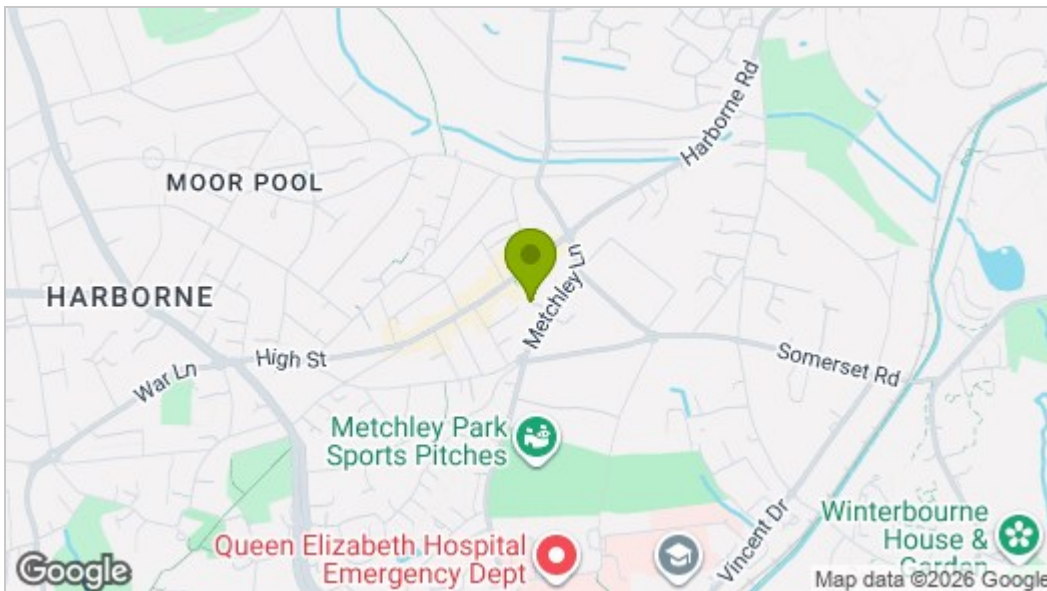 Harborne Rd
MOOR POOL
Metchley Ln
HARBORNE
High St
War Ln
Somerset Rd
Metchley Park
Sports Pitches
Vincent Dr
Winterbourne
House &
Garden
Queen Elizabeth Hospital
Emergency Dept
Google
Map data ©2026 Google